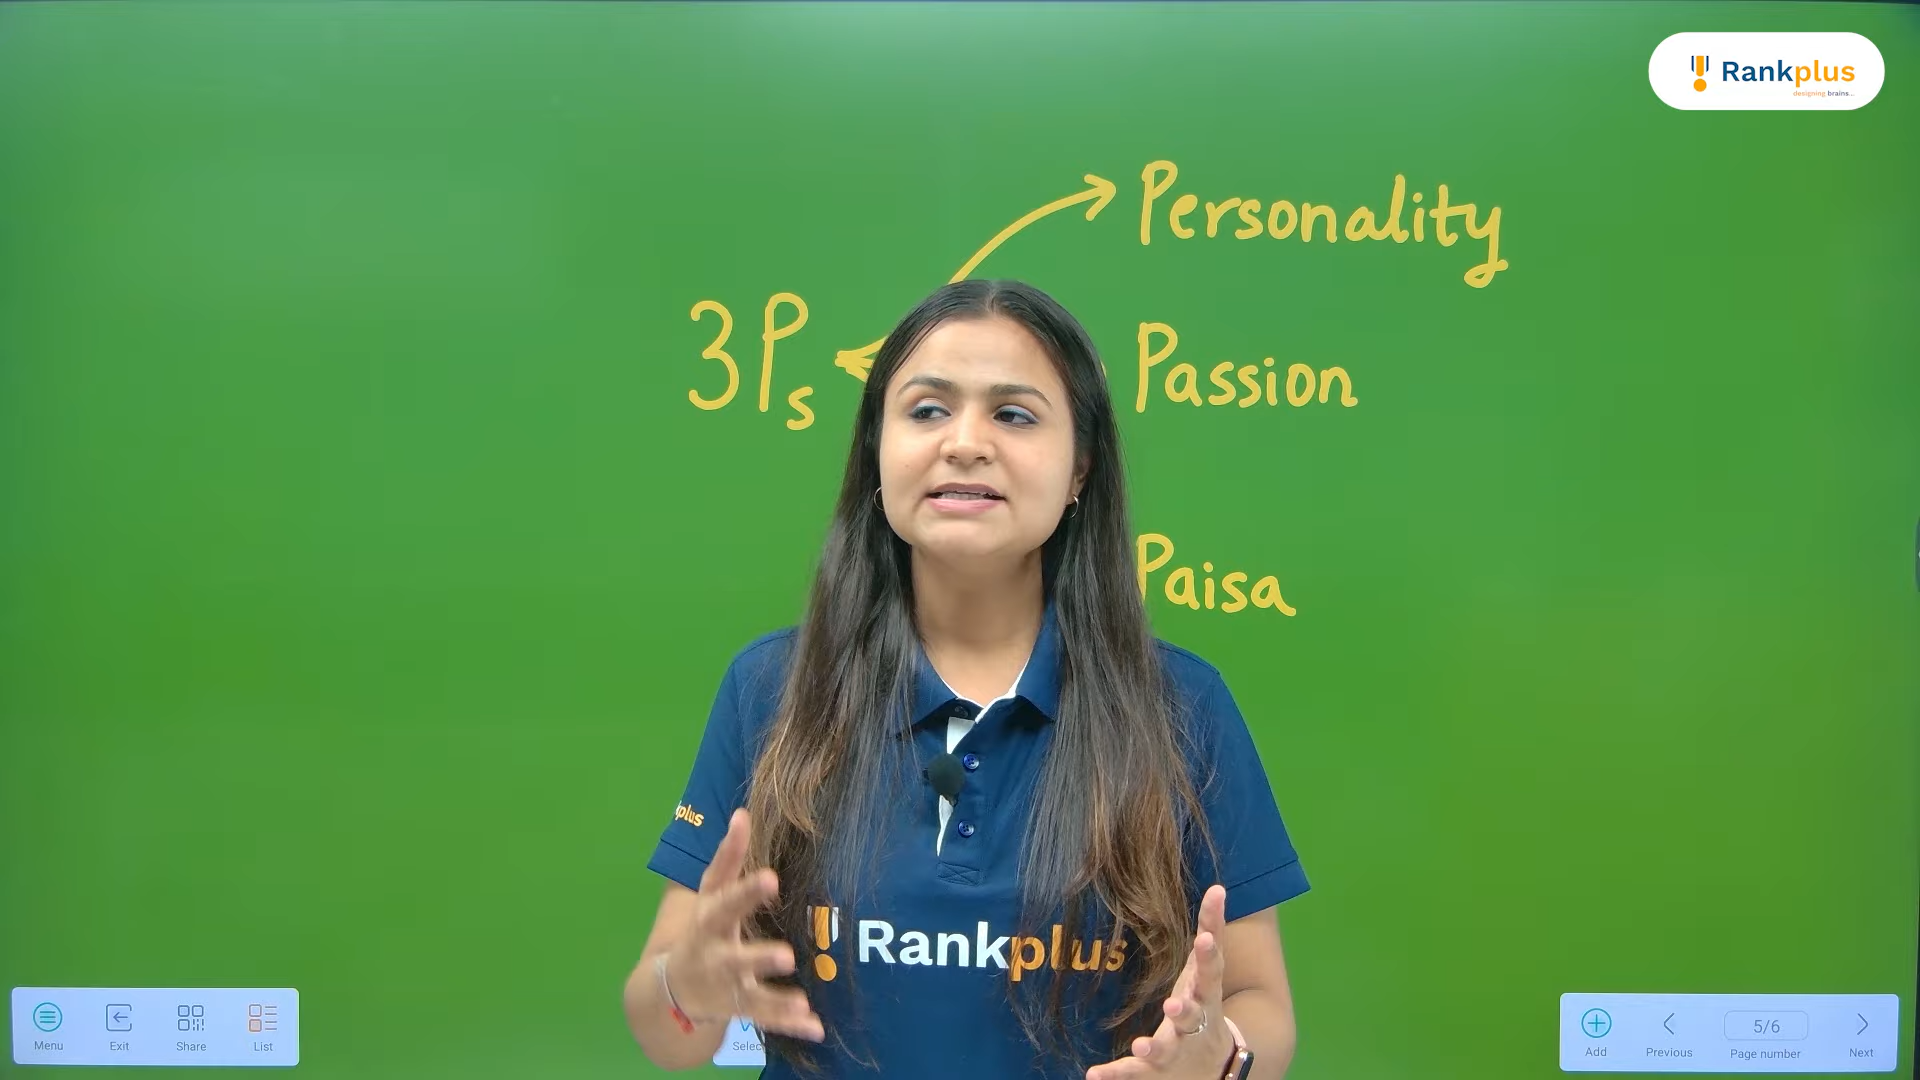 Rankplus
designing brains...
Personality
3Ps
Passion
Paisa
plus
Rankplus
Menu
Exit
Share
List
Add
Previous
5/6
Page number
Next